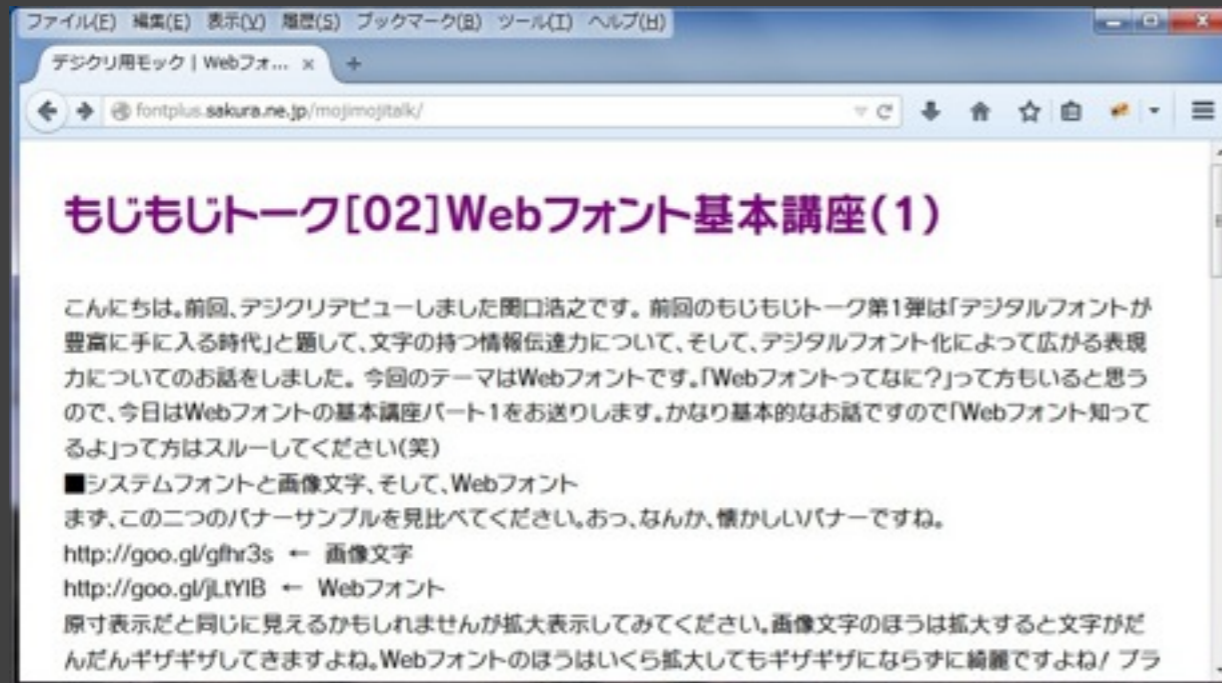 ファイル(F) 編集(E) 表示(V) 履歴(S) ブックマーク(B) ツール(T) ヘルプ(H)
デジクリ用モック | Webフォ... ×
fontplus.sakura.ne.jp/mojimojitalk/
もじもじトーク[02]Webフォント基本講座(1)
こんにちは。前回、デジクリデビューしました関口浩之です。前回のもじもじトーク第1弾は「デジタルフォントが
豊富に手に入る時代」と題して、文字の持つ情報伝達力について、そして、デジタルフォント化によって広がる表現
力についてのお話をしました。今回のテーマはWebフォントです。「Webフォントってなに?」って方もいると思う
ので、今日はWebフォントの基本講座パート1をお送りします。かなり基本的なお話ですので「Webフォント知って
るよ」って方はスルーしてください(笑)
■システムフォントと画像文字、そして、Webフォント
まず、この二つのバナーサンプルを見比べてください。おっ、なんか、懐かしいバナーですね。
http://goo.gl/gfhr3s ← 画像文字
http://goo.gl/jLtYIB ← Webフォント
原寸表示だと同じに見えるかもしれませんが拡大表示してみてください。画像文字のほうは拡大すると文字がだ
んだんギザギザしてきますよね。Webフォントのほうはいくら拡大してもギザギザにならずに綺麗ですよね! ブラ